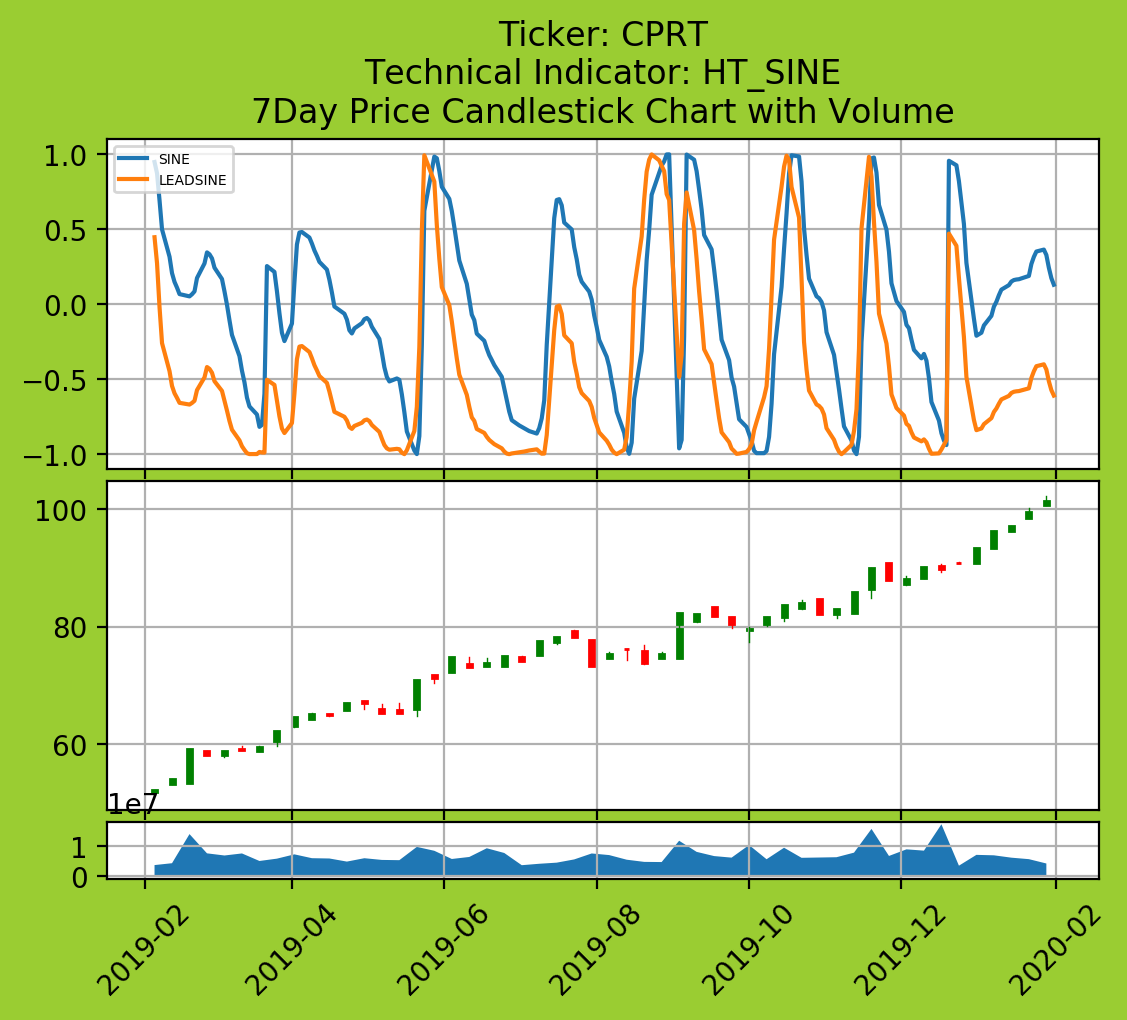 Ticker: CPRT
Technical Indicator: HT_SINE
7Day Price Candlestick Chart with Volume
1.0
0.5
0.0
−0.5
−1.0
SINE
LEADSINE
100
80
60
1e7
1
0
2019-02
2019-04
2019-06
2019-08
2019-10
2019-12
2020-02